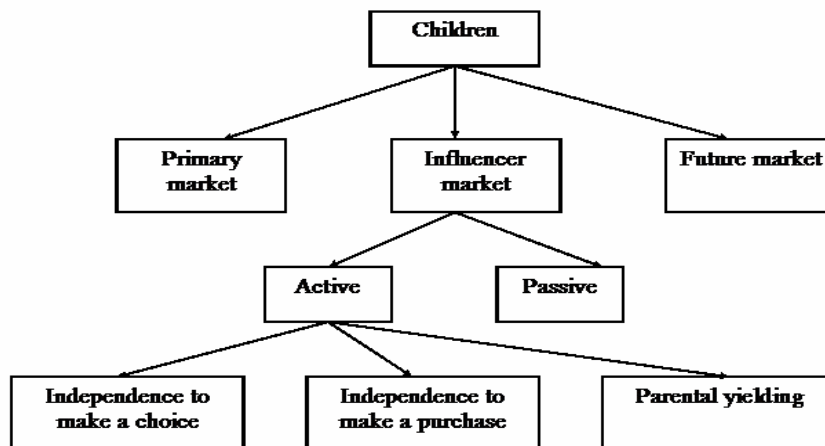 Children
Primary
market
Influencer
market
Future market
Active
Passive
Independence to
make a choice
Independence to
make a purchase
Parental yielding